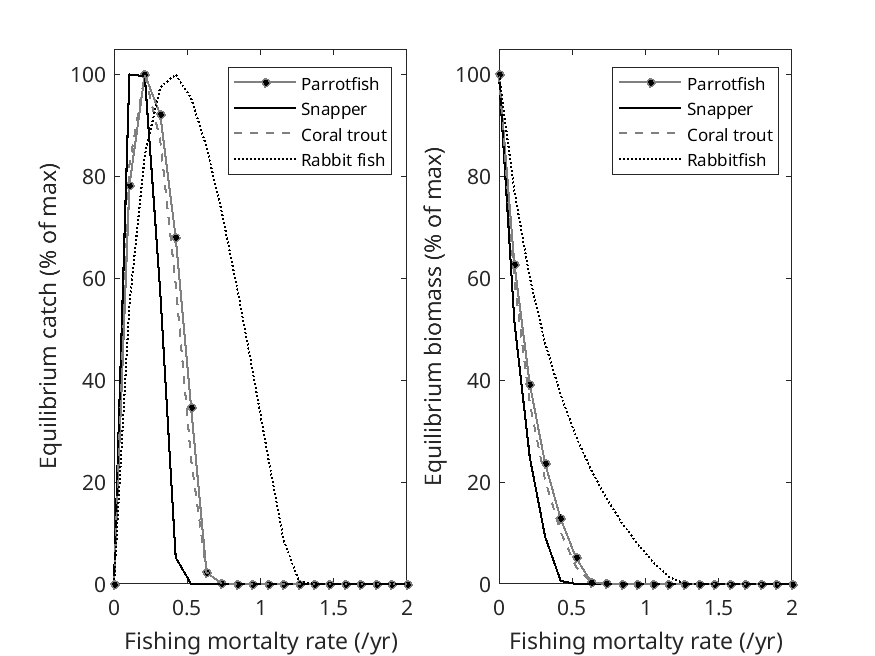 Equilibrium catch (% of max)
100
80
60
40
20
0
0 0.5 1 1.5 2
Fishing mortalty rate (/yr)
Parrotfish
Snapper
Coral trout
Rabbit fish
Equilibrium biomass (% of max)
100
80
60
40
20
0
0 0.5 1 1.5 2
Fishing mortalty rate (/yr)
Parrotfish
Snapper
Coral trout
Rabbitfish